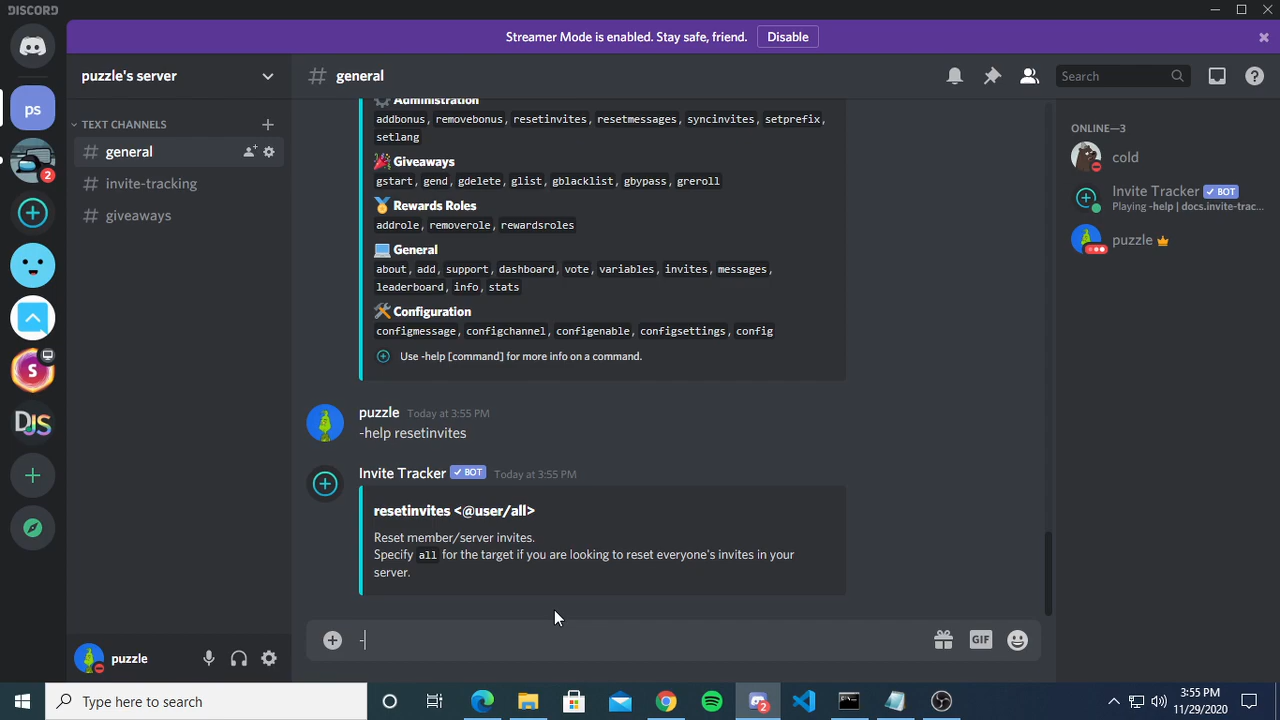 DISCORD
Streamer Mode is enabled. Stay safe, friend.
Disable
puzzle's server
general
Search
ps
2
TEXT CHANNELS
general
invite-tracking
giveaways
S
DJS
Administration
addbonus, removebonus, resetinvites, resetmessages, syncinvites, setprefix,
setlang
Giveaways
gstart, gend, gdelete, glist, gblacklist, gbypass, greroll
Rewards Roles
addrole, removerole, rewardsroles
General
about, add, support, dashboard, vote, variables, invites, messages,
leaderboard, info, stats
Configuration
configmessage, configchannel, configenable, configsettings, config
Use -help [command] for more info on a command.
puzzle Today at 3:55 PM
-help resetinvites
Invite Tracker ✓ BOT Today at 3:55 PM
resetinvites <@user/all>
Reset member/server invites.
Specify all for the target if you are looking to reset everyone's invites in your
server.
-
GIF
ONLINE—3
cold
Invite Tracker ✓ BOT
Playing -help | docs.invite-trac...
puzzle
puzzle
Type here to search
2
3:55 PM
11/29/2020